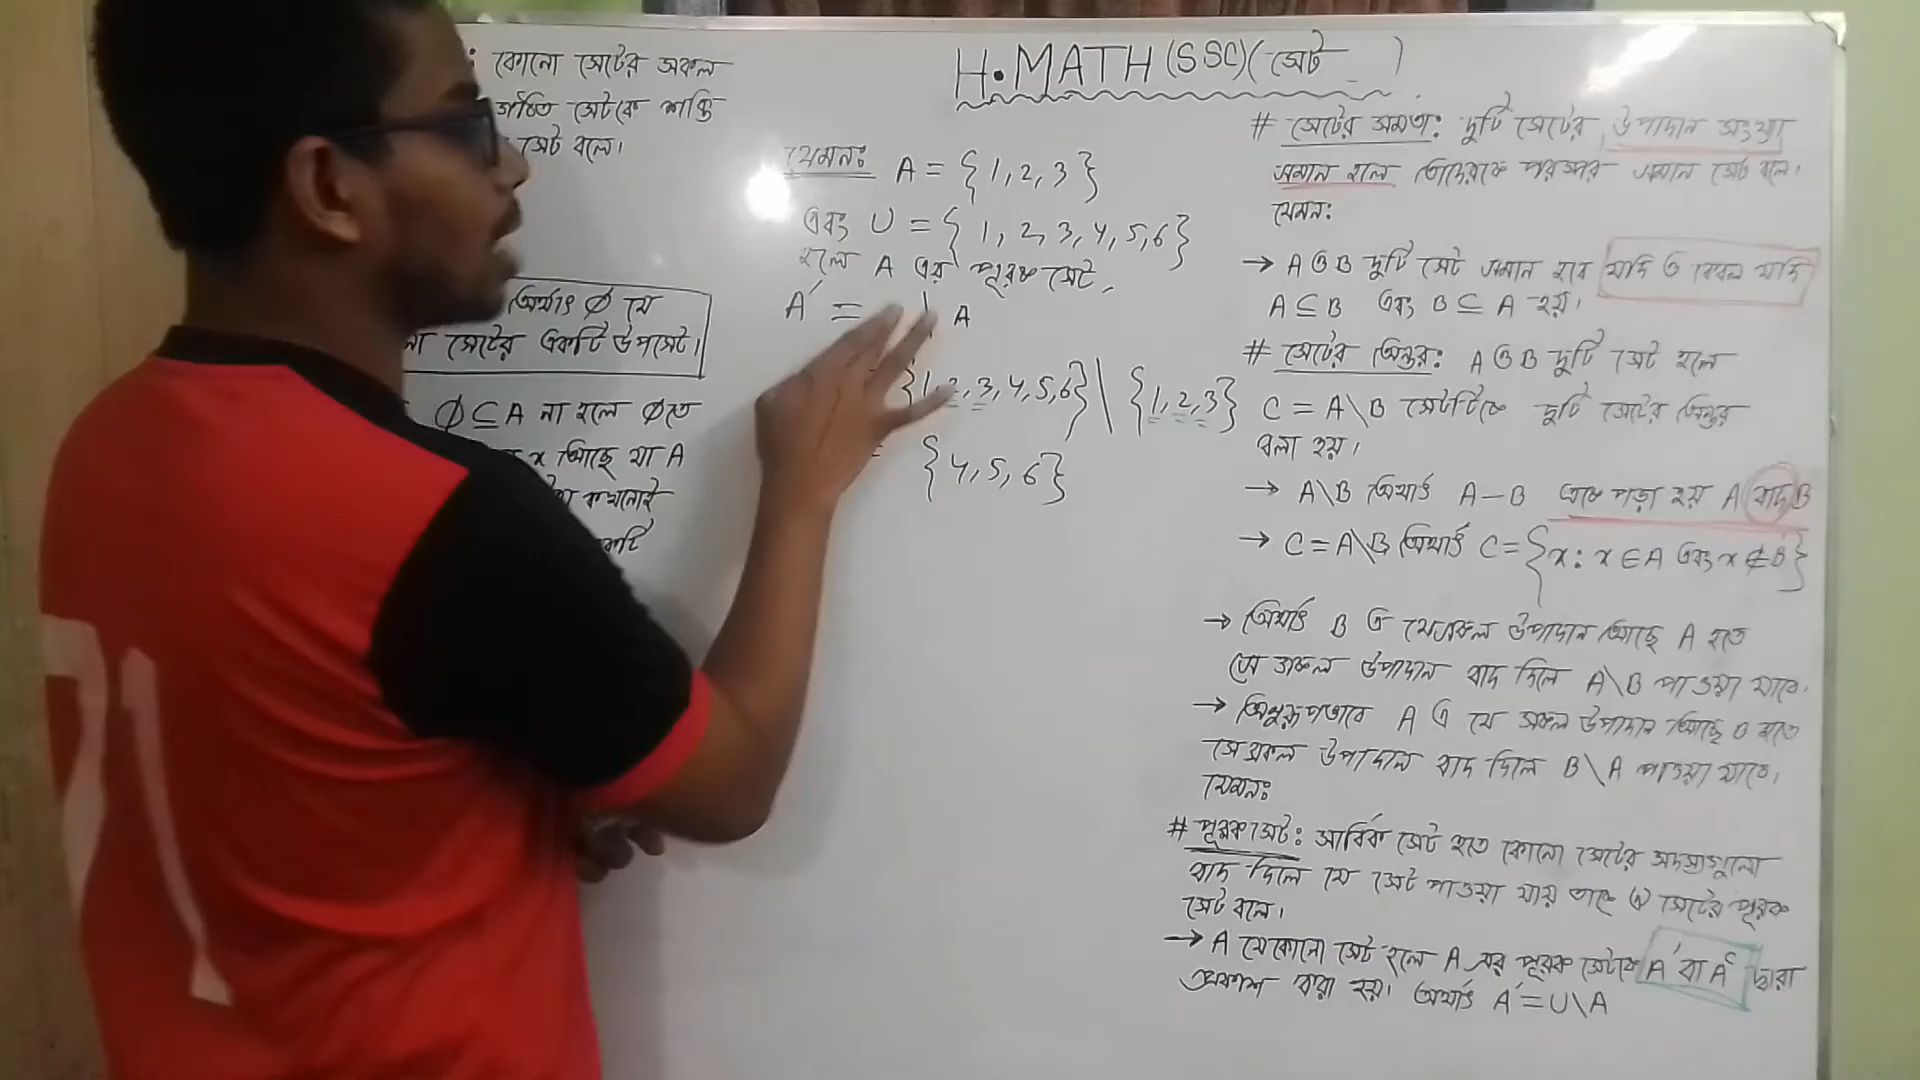 H.MATH (SSC) (সেট )
: কোনো সেটের সকল
গঠিত সেটকে শক্তি
সেট বলে।
অর্থাৎ ∅ যে
সেটের একটি উপসেট।
∅⊆A না হলে ∅তে
x আছে যা A
কখনোই
যেমনঃ A = {1,2,3}
এবং U = {1, 2, 3, 4, 5, 6}
হলে A এর পূরক সেট,
A′ = \ A
{1,2,3,4,5,6} \ {1,2,3}
= {4,5,6}
# সেটের সমতা: দুটি সেটের উপাদান সংখ্যা
সমান হলে তাদেরকে পরস্পর সমান সেট বলে।
যেমন:
→ A ও B দুটি সেট সমান হবে যদি ও কেবল যদি
A ⊆ B এবং B ⊆ A হয়।
# সেটের অন্তর: A ও B দুটি সেট হলে
C = A\B সেটটিকে দুটি সেটের অন্তর
বলা হয়।
→ A\B অর্থাৎ A – B একে পড়া হয় A বাদ B
→ C = A\B অর্থাৎ C = {x : x ∈ A এবং x ∉ B}
→ অর্থাৎ B তে যেসকল উপাদান আছে A হতে
সে সকল উপাদান বাদ দিলে A\B পাওয়া যাবে।
→ অনুরূপভাবে A তে যে সকল উপাদান আছে B হতে
সে সকল উপাদান বাদ দিলে B\A পাওয়া যাবে।
যেমনঃ
# পূরক সেট: সার্বিক সেট হতে কোনো সেটের সদস্যগুলো
বাদ দিলে যে সেট পাওয়া যায় তাকে ঐ সেটের পূরক
সেট বলে।
→ A যেকোনো সেট হলে A এর পূরক সেটকে A′ বা Aᶜ দ্বারা
প্রকাশ করা হয়। অর্থাৎ A′ = U\A